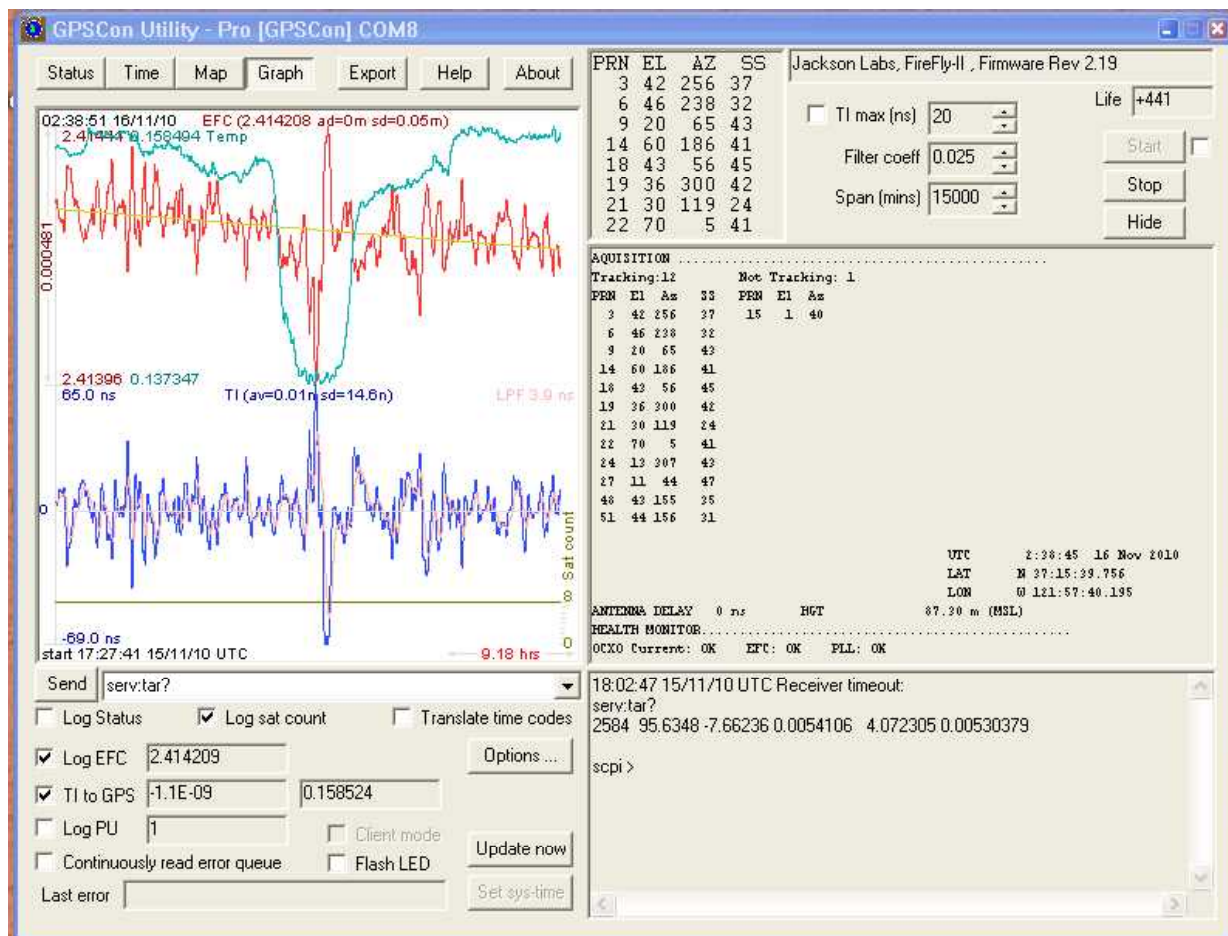 GPSCon Utility - Pro [GPSCon] COM8
Status Time Map Graph Export Help About
02:38:51 16/11/10 EFC (2.414208 ad=0m sd=0.05m)
2.41444 0.158494 Temp
0.000481
2.41396 0.137347
65.0 ns TI (av=0.01n sd=14.6n) LPF 3.9 ns
0
Sat count
8
0
-69.0 ns
start 17:27:41 15/11/10 UTC 9.18 hrs
PRN EL AZ SS
3 42 256 37
6 46 238 32
9 20 65 43
14 60 186 41
18 43 56 45
19 36 300 42
21 30 119 24
22 70 5 41
Jackson Labs, FireFly-II , Firmware Rev 2.19
Life +441
TI max (ns) 20
Filter coeff 0.025
Span (mins) 15000
Start
Stop
Hide
AQUISITION ..................................................
Tracking:12 Not Tracking: 1
PRN El Az SS PRN El Az
3 42 256 37 15 1 40
6 46 238 32
9 20 65 43
14 60 186 41
18 43 56 45
19 36 300 42
21 30 119 24
22 70 5 41
24 13 307 43
27 11 44 47
48 43 155 35
51 44 156 31
UTC 2:38:45 16 Nov 2010
LAT N 37:15:39.756
LON W 121:57:40.195
ANTENNA DELAY 0 ns HGT 87.30 m (MSL)
HEALTH MONITOR..................................................
OCXO Current: OK EFC: OK PLL: OK
Send serv:tar?
Log Status Log sat count Translate time codes
Log EFC 2.414209 Options ...
TI to GPS -1.1E-09 0.158524
Log PU 1 Client mode
Continuously read error queue Flash LED
Update now
Last error Set sys-time
18:02:47 15/11/10 UTC Receiver timeout:
serv:tar?
2584 95.6348 -7.66236 0.0054106 4.072305 0.00530379
scpi >